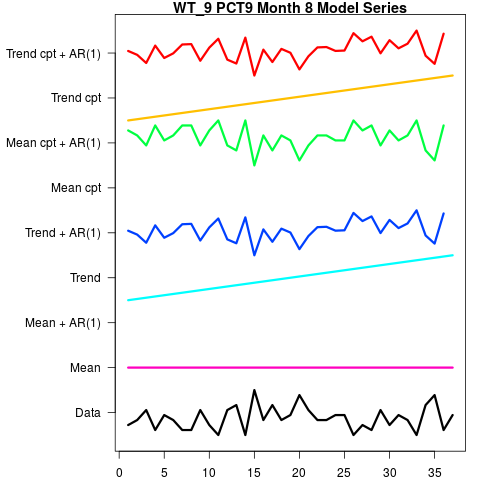 WT_9 PCT9 Month 8 Model Series
Trend cpt + AR(1)
Trend cpt
Mean cpt + AR(1)
Mean cpt
Trend + AR(1)
Trend
Mean + AR(1)
Mean
Data
0 5 10 15 20 25 30 35